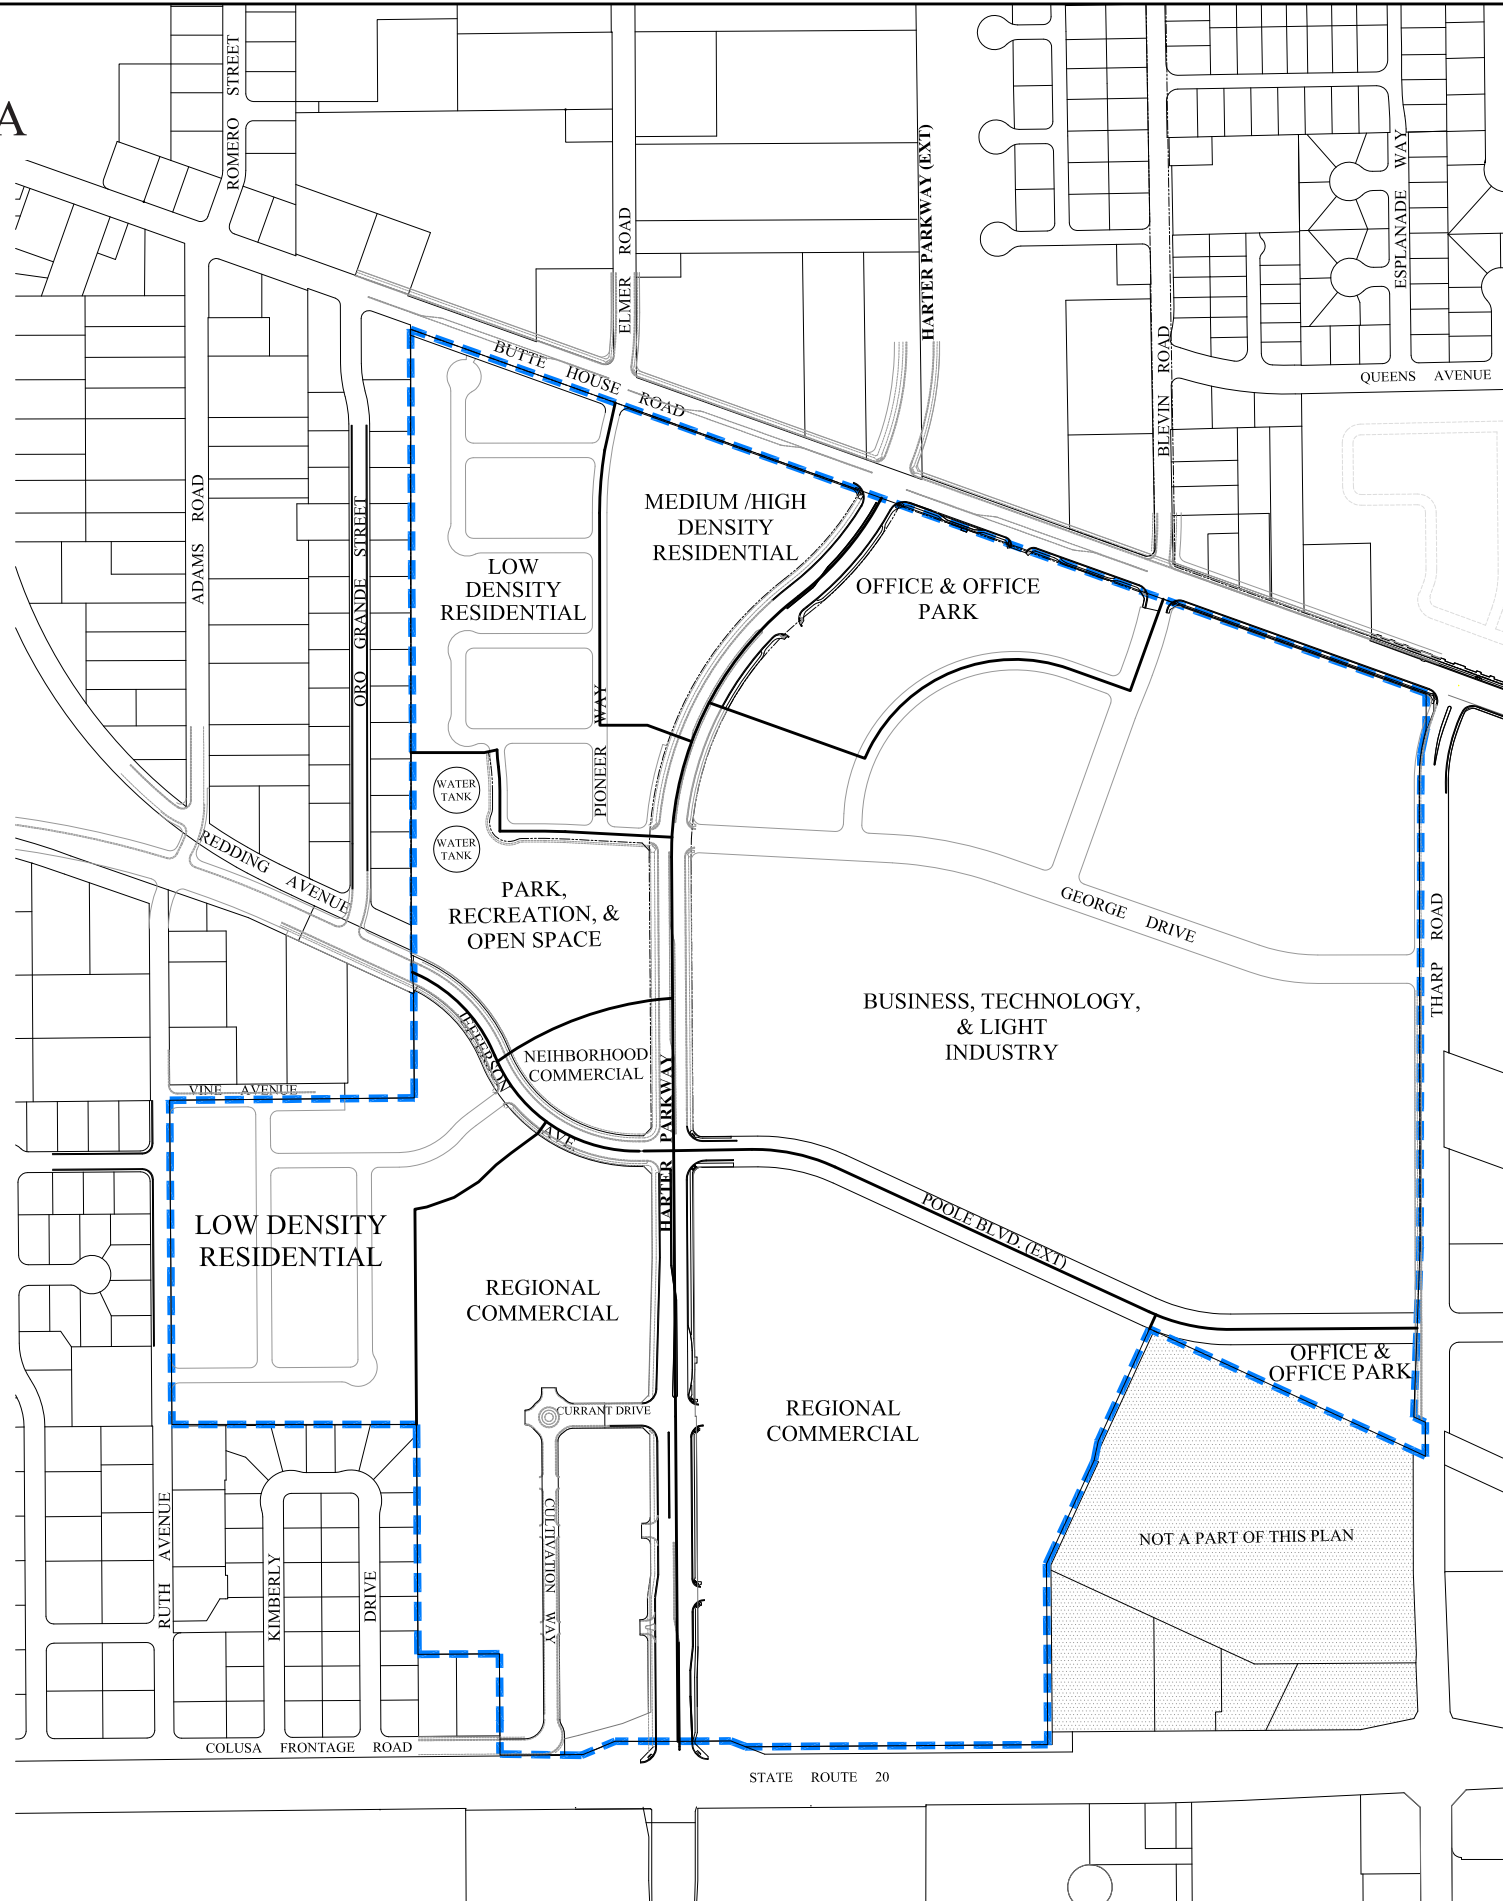 A
ROMERO STREET
ELMER ROAD
HARTER PARKWAY (EXT)
BLEVIN ROAD
ESPLANADE WAY
QUEENS AVENUE
BUTTE HOUSE ROAD
ADAMS ROAD
ORO GRANDE STREET
MEDIUM /HIGH
DENSITY
RESIDENTIAL
LOW
DENSITY
RESIDENTIAL
OFFICE & OFFICE
PARK
PIONEER WAY
WATER
TANK
WATER
TANK
REDDING AVENUE
PARK,
RECREATION, &
OPEN SPACE
GEORGE DRIVE
THARP ROAD
BUSINESS, TECHNOLOGY,
& LIGHT
INDUSTRY
JEFFERSON AVE
NEIHBORHOOD
COMMERCIAL
HARTER PARKWAY
VINE AVENUE
LOW DENSITY
RESIDENTIAL
POOLE BLVD. (EXT)
REGIONAL
COMMERCIAL
OFFICE &
OFFICE PARK
CURRANT DRIVE
REGIONAL
COMMERCIAL
CULTIVATION WAY
RUTH AVENUE
KIMBERLY DRIVE
NOT A PART OF THIS PLAN
COLUSA FRONTAGE ROAD
STATE ROUTE 20